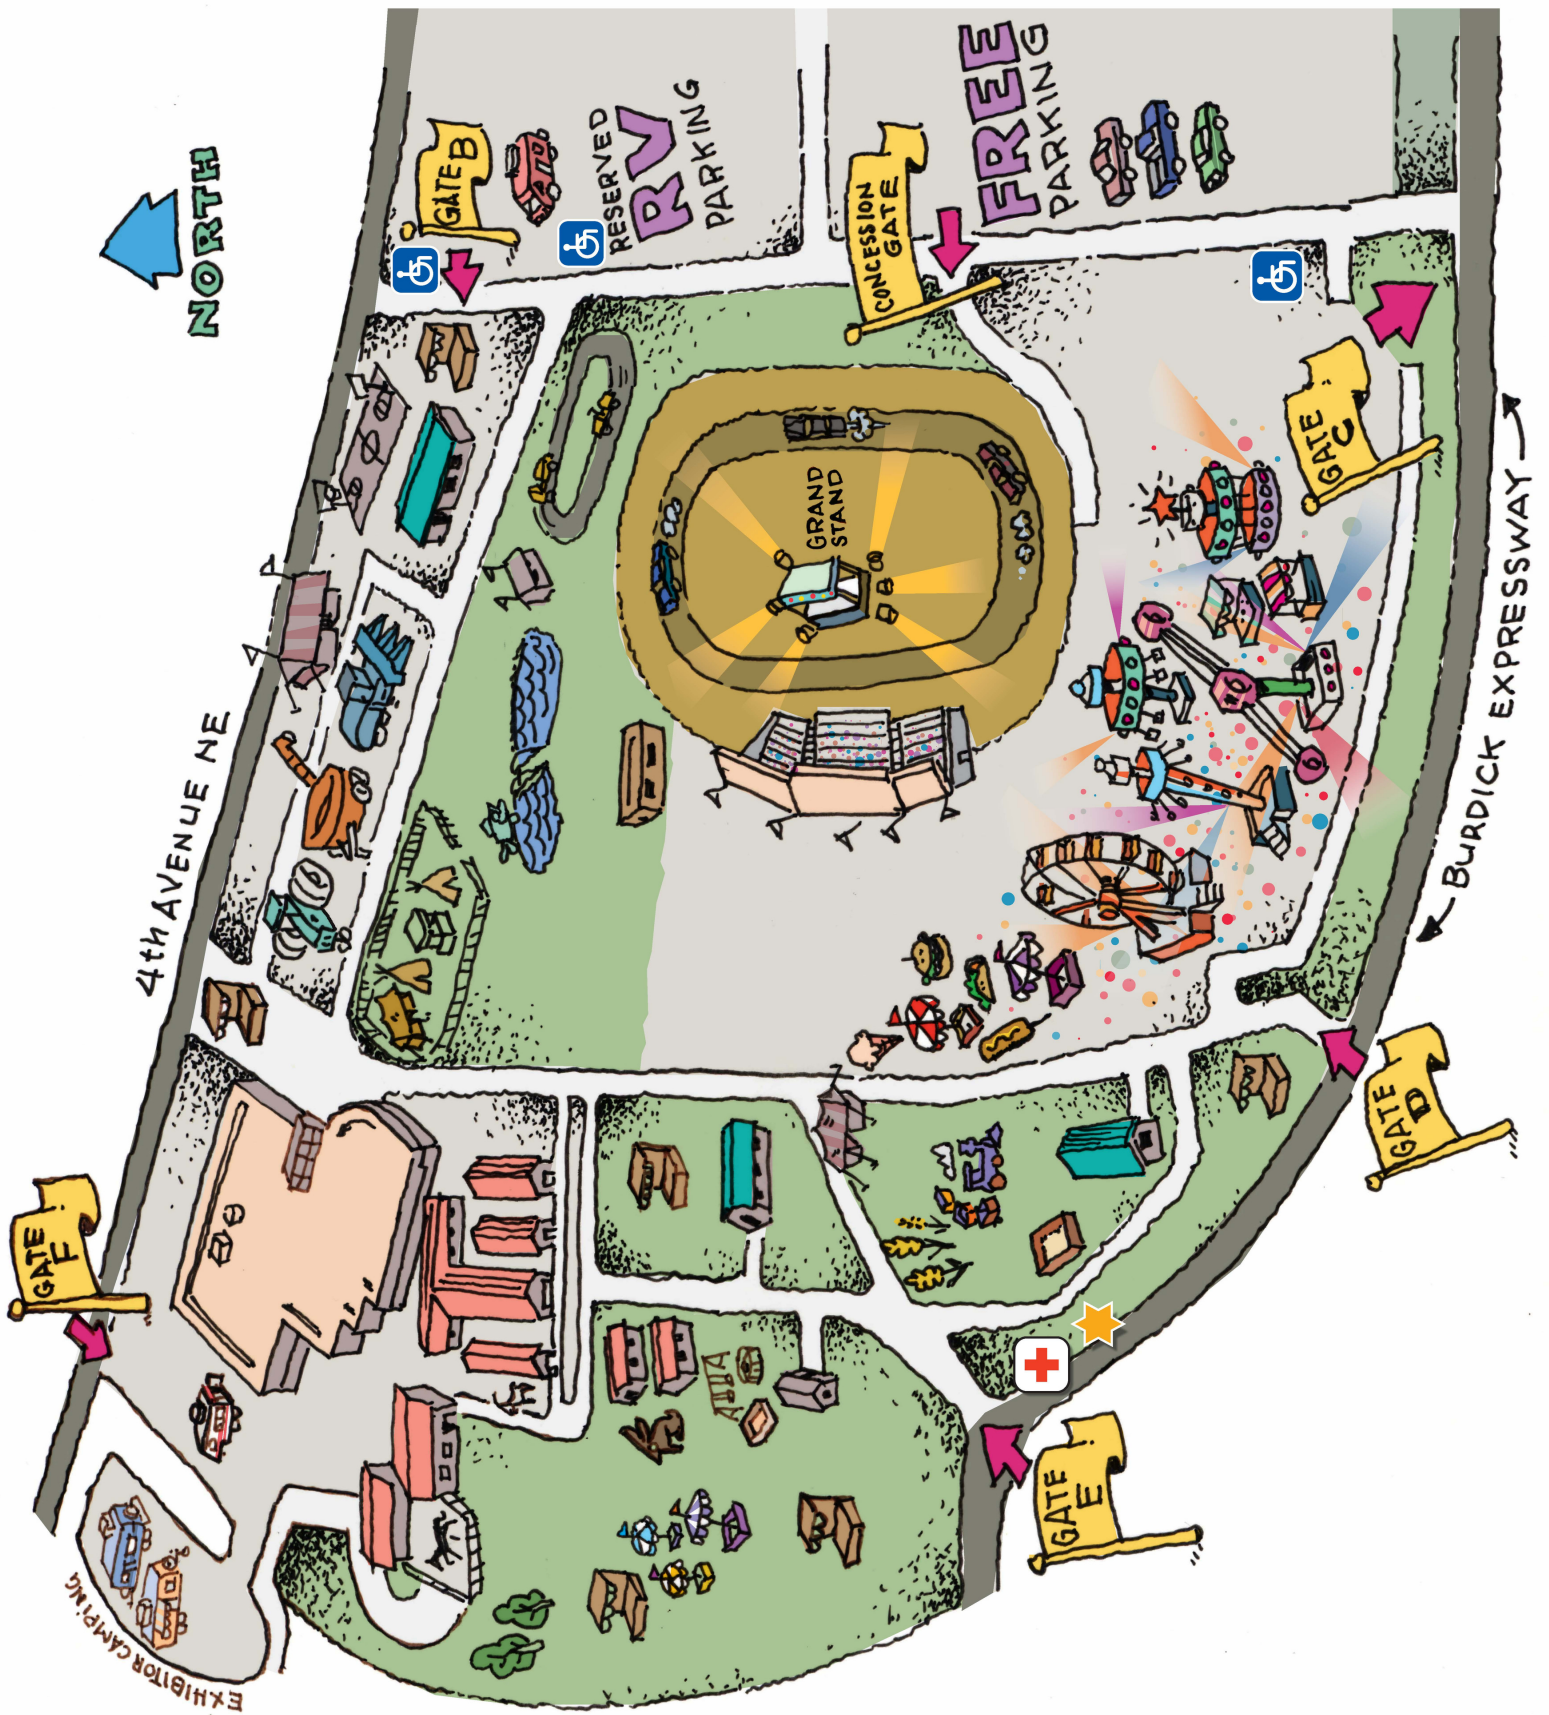 NORTH
GATE B
RESERVED
RV
PARKING
CONCESSION
GATE
FREE
PARKING
GRAND
STAND
GATE
C
BURDICK EXPRESSWAY
4th AVENUE NE
GATE
D
GATE
F
GATE
E
EXHIBITOR CAMPING